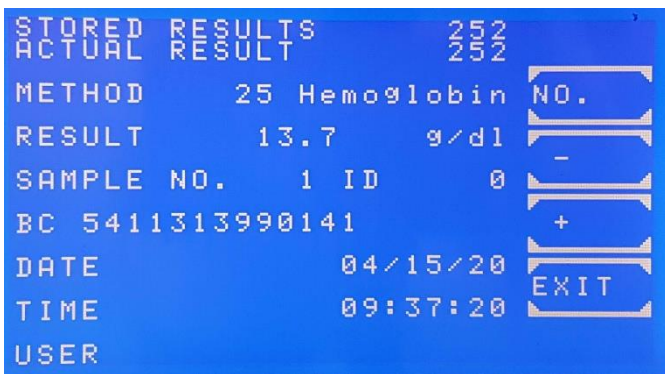 STORED RESULTS 252
ACTUAL RESULT 252
METHOD 25 Hemoglobin NO.
RESULT 13.7 g/dl
-
SAMPLE NO. 1 ID 0
BC 5411313990141 +
DATE 04/15/20
EXIT
TIME 09:37:20
USER